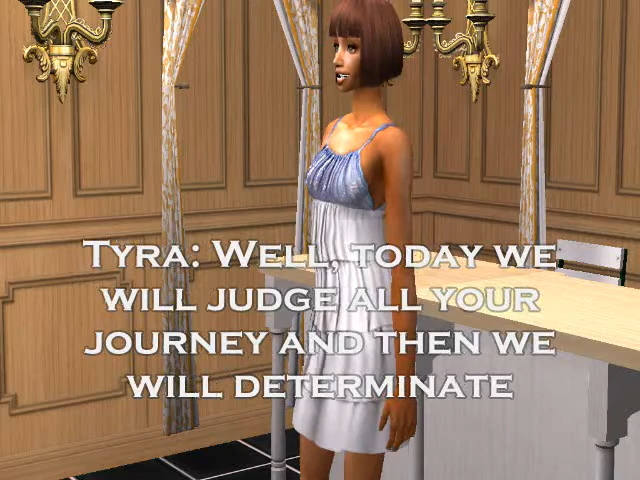 Tyra: Well, today we
will judge all your
journey and then we
will determinate